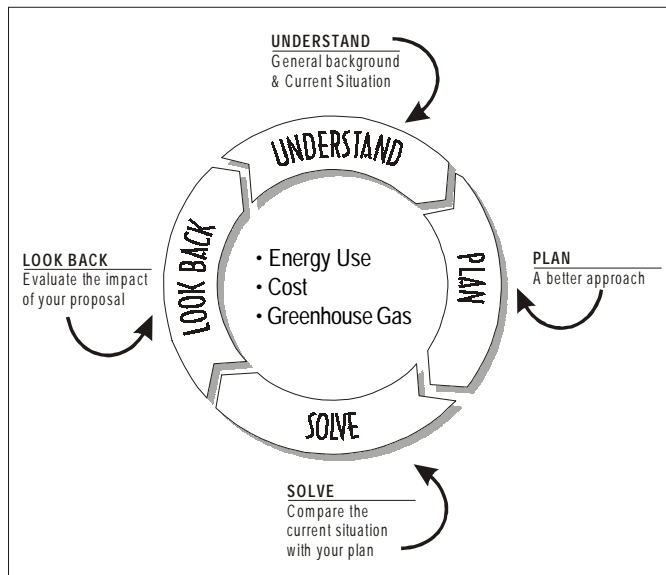 UNDERSTAND
General background
& Current Situation
UNDERSTAND
LOOK BACK
Evaluate the impact
of your proposal
LOOK BACK
• Energy Use
• Cost
• Greenhouse Gas
PLAN
PLAN
A better approach
SOLVE
SOLVE
Compare the
current situation
with your plan